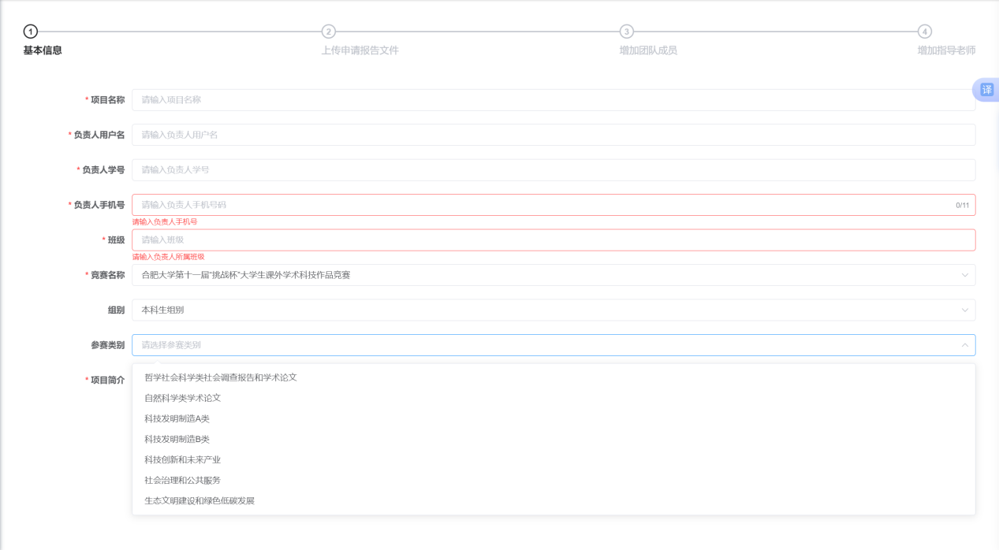 1 2 3 4
基本信息 上传申请报告文件 增加团队成员 增加指导老师
译
* 项目名称 请输入项目名称
* 负责人用户名 请输入负责人用户名
* 负责人学号 请输入负责人学号
* 负责人手机号 请输入负责人手机号码 0/11
请输入负责人手机号
* 班级 请输入班级
请输入负责人所属班级
* 竞赛名称 合肥大学第十一届“挑战杯”大学生课外学术科技作品竞赛
组别 本科生组别
参赛类别 请选择参赛类别
* 项目简介
哲学社会科学类社会调查报告和学术论文
自然科学类学术论文
科技发明制造A类
科技发明制造B类
科技创新和未来产业
社会治理和公共服务
生态文明建设和绿色低碳发展